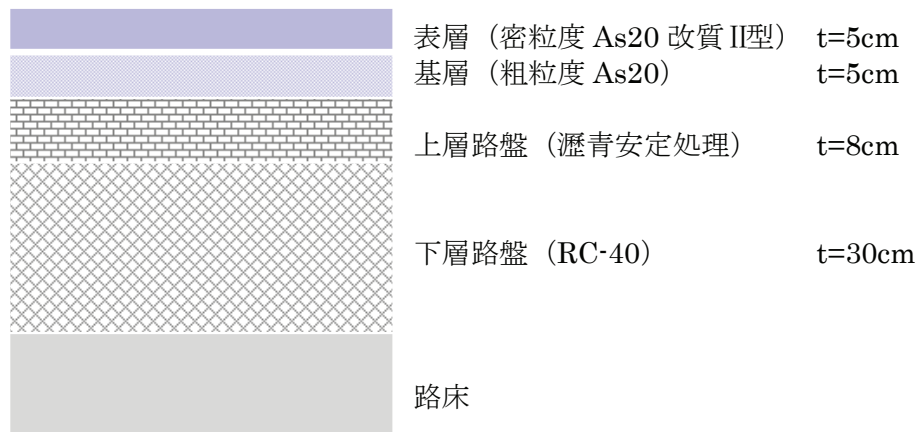 表層（密粒度 As20 改質Ⅱ型） t=5cm
基層（粗粒度 As20） t=5cm
上層路盤（瀝青安定処理） t=8cm
下層路盤（RC-40） t=30cm
路床